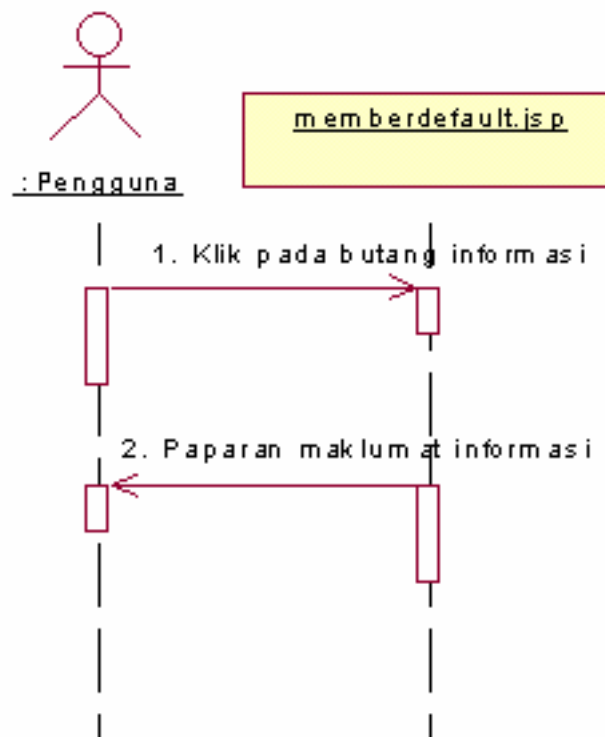 memberdefault.jsp
: Pengguna
1. Klik pada butang informasi
2. Paparan maklumat informasi